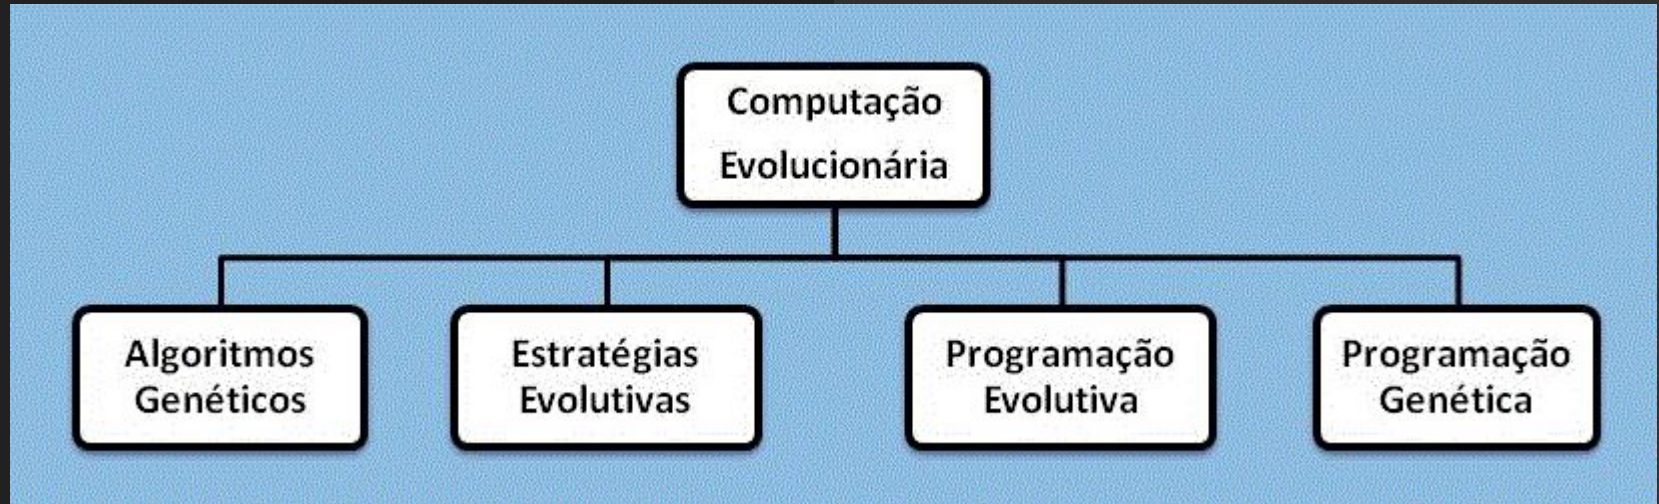 Computação
Evolucionária
Algoritmos
Genéticos
Estratégias
Evolutivas
Programação
Evolutiva
Programação
Genética